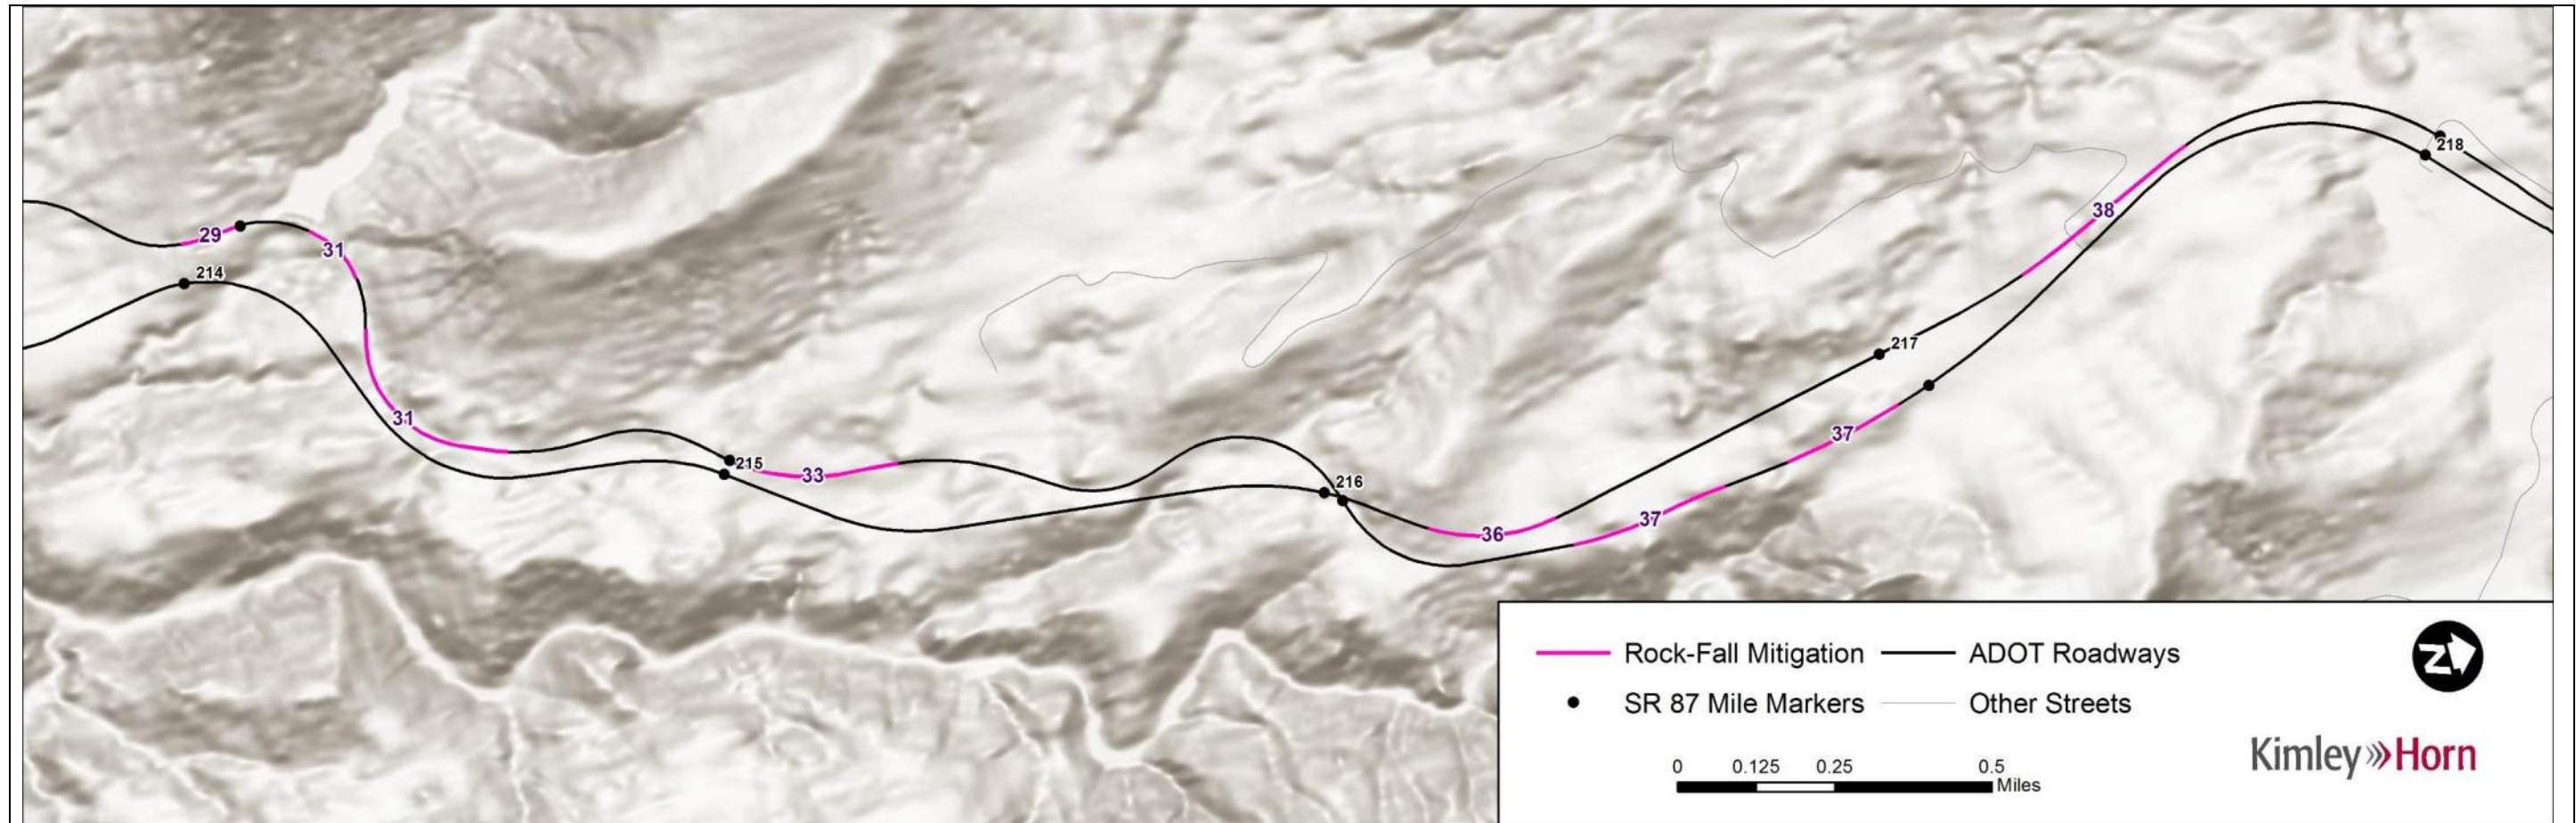 218
38
29
31
214
217
31
37
215
33
216
37
36
Rock-Fall Mitigation
ADOT Roadways
SR 87 Mile Markers
Other Streets
N
0 0.125 0.25 0.5
Miles
Kimley»Horn